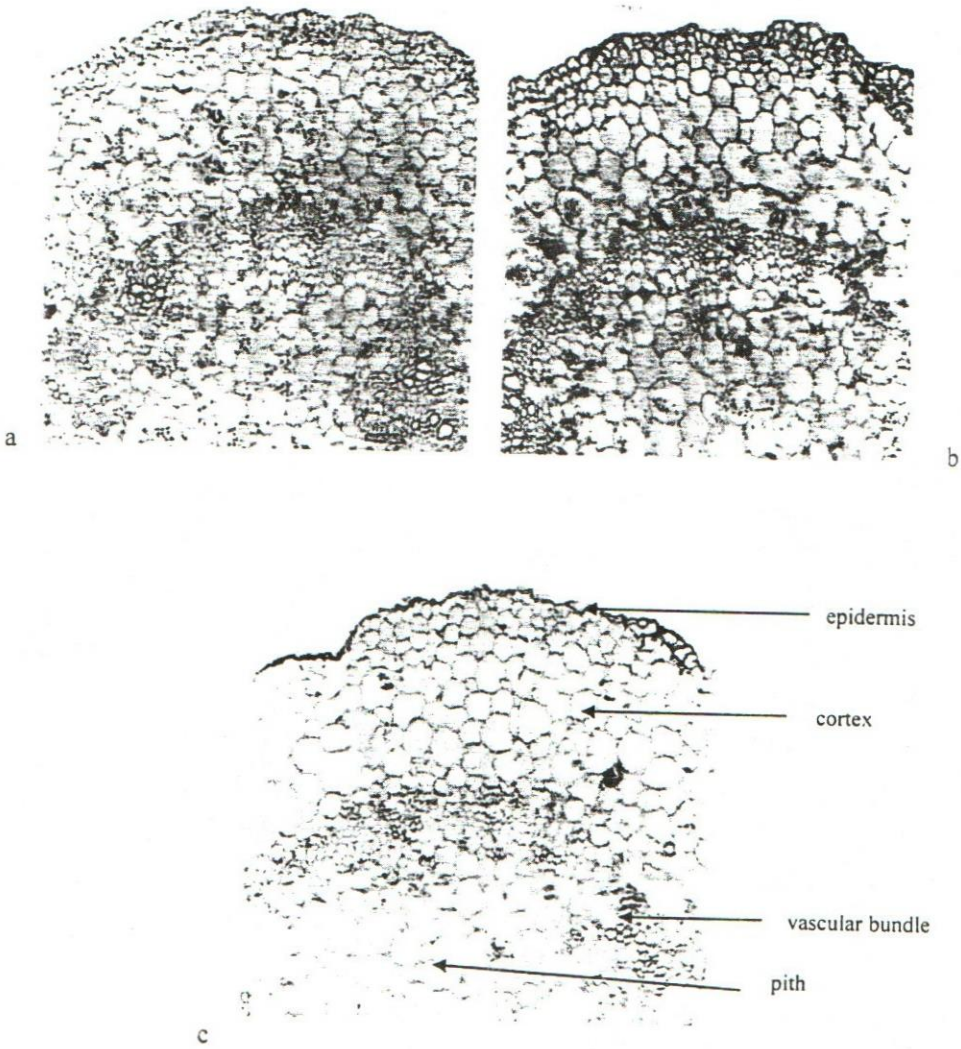 a
b
epidermis
cortex
vascular bundle
pith
c